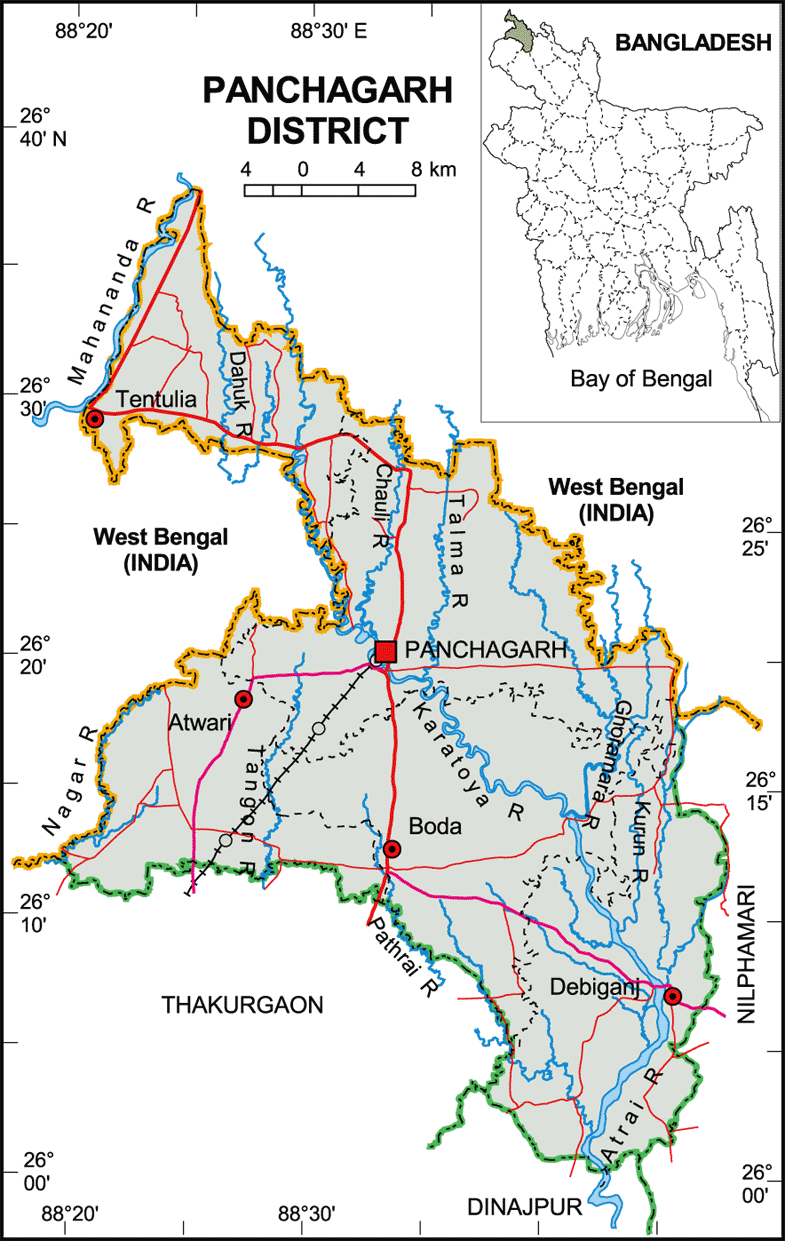 88° 20'
88° 30' E
BANGLADESH
PANCHAGARH
DISTRICT
4 0 4 8 km
26°
40' N
Mahananda R
Bay of Bengal
26°
30'
Tentulia
Dahuk R
Chauli R
Talma R
West Bengal
(INDIA)
West Bengal
(INDIA)
26°
25'
26°
20'
PANCHAGARH
Atwari
Karatoya R
Ghoramara R
Nagar R
Tangon R
26°
15'
Kurun R
Boda
26°
10'
Pathrai R
NILPHAMARI
Debiganj
THAKURGAON
Atrai R
26°
00'
26°
00'
DINAJPUR
88° 20'
88° 30'